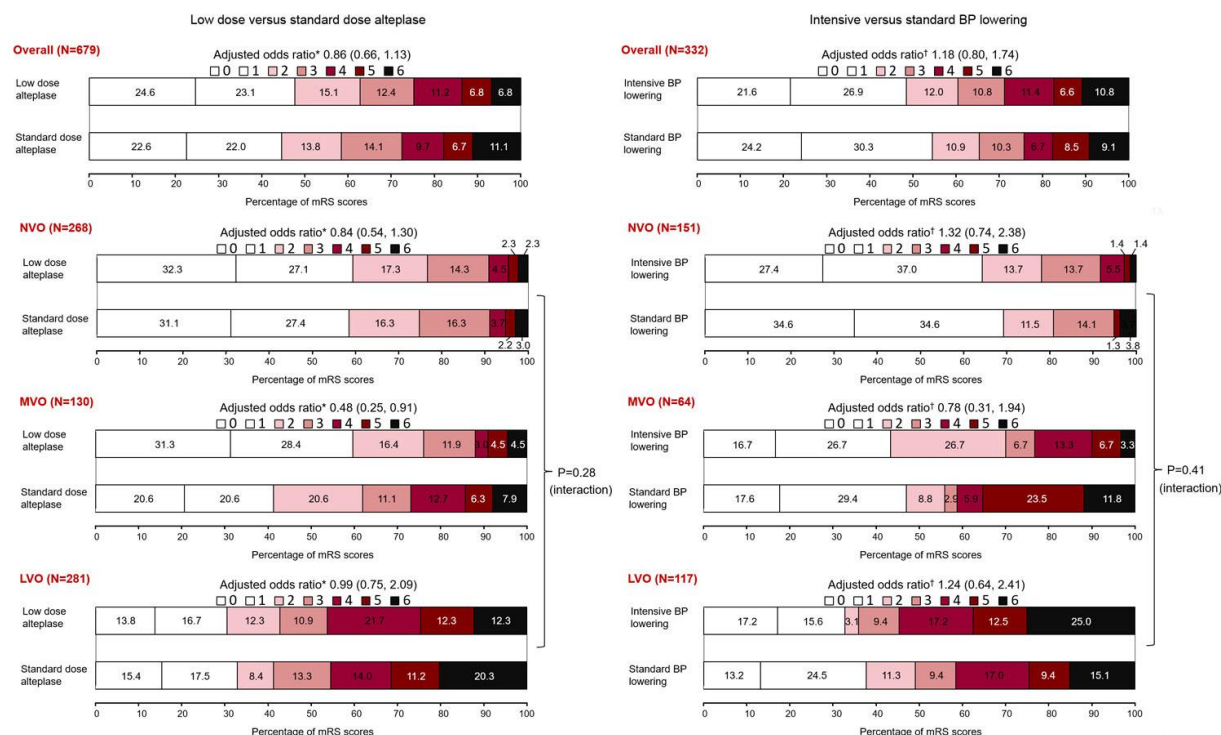 Low dose versus standard dose alteplase
Overall (N=679)
Adjusted odds ratio* 0.86 (0.66, 1.13)
0 1 2 3 4 5 6
Low dose
alteplase
24.6 23.1 15.1 12.4 11.2 6.8 6.8
Standard dose
alteplase
22.6 22.0 13.8 14.1 9.7 6.7 11.1
0 10 20 30 40 50 60 70 80 90 100
Percentage of mRS scores
NVO (N=268)
Adjusted odds ratio* 0.84 (0.54, 1.30)
0 1 2 3 4 5 6
2.3 2.3
Low dose
alteplase
32.3 27.1 17.3 14.3 4.5
Standard dose
alteplase
31.1 27.4 16.3 16.3 3.7
2.2 3.0
0 10 20 30 40 50 60 70 80 90 100
Percentage of mRS scores
MVO (N=130)
Adjusted odds ratio* 0.48 (0.25, 0.91)
0 1 2 3 4 5 6
Low dose
alteplase
31.3 28.4 16.4 11.9 3.0 4.5 4.5
Standard dose
alteplase
20.6 20.6 20.6 11.1 12.7 6.3 7.9
0 10 20 30 40 50 60 70 80 90 100
Percentage of mRS scores
P=0.28
(interaction)
LVO (N=281)
Adjusted odds ratio* 0.99 (0.75, 2.09)
0 1 2 3 4 5 6
Low dose
alteplase
13.8 16.7 12.3 10.9 21.7 12.3 12.3
Standard dose
alteplase
15.4 17.5 8.4 13.3 14.0 11.2 20.3
0 10 20 30 40 50 60 70 80 90 100
Percentage of mRS scores
Intensive versus standard BP lowering
Overall (N=332)
Adjusted odds ratio† 1.18 (0.80, 1.74)
0 1 2 3 4 5 6
Intensive BP
lowering
21.6 26.9 12.0 10.8 11.4 6.6 10.8
Standard BP
lowering
24.2 30.3 10.9 10.3 6.7 8.5 9.1
0 10 20 30 40 50 60 70 80 90 100
Percentage of mRS scores
NVO (N=151)
Adjusted odds ratio† 1.32 (0.74, 2.38)
0 1 2 3 4 5 6
1.4 1.4
Intensive BP
lowering
27.4 37.0 13.7 13.7 5.5
Standard BP
lowering
34.6 34.6 11.5 14.1
1.3 3.8
0 10 20 30 40 50 60 70 80 90 100
Percentage of mRS scores
MVO (N=64)
Adjusted odds ratio† 0.78 (0.31, 1.94)
0 1 2 3 4 5 6
Intensive BP
lowering
16.7 26.7 26.7 6.7 13.3 6.7 3.3
Standard BP
lowering
17.6 29.4 8.8 2.9 5.9 23.5 11.8
0 10 20 30 40 50 60 70 80 90 100
Percentage of mRS scores
P=0.41
(interaction)
LVO (N=117)
Adjusted odds ratio† 1.24 (0.64, 2.41)
0 1 2 3 4 5 6
Intensive BP
lowering
17.2 15.6 3.1 9.4 17.2 12.5 25.0
Standard BP
lowering
13.2 24.5 11.3 9.4 17.0 9.4 15.1
0 10 20 30 40 50 60 70 80 90 100
Percentage of mRS scores